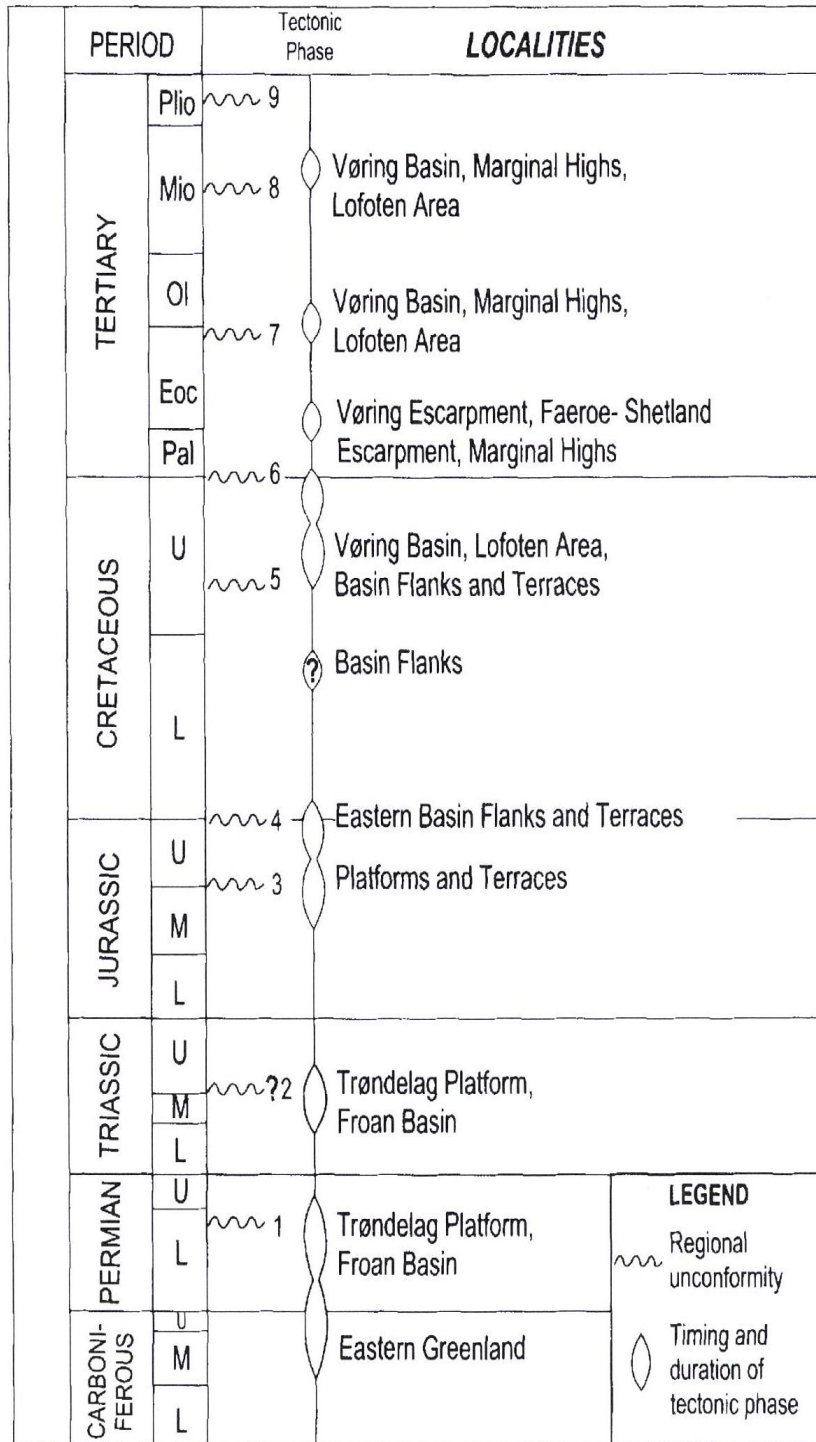 PERIOD
Tectonic
Phase
LOCALITIES
TERTIARY
Plio
9
Mio
8
Vøring Basin, Marginal Highs,
Lofoten Area
Ol
Vøring Basin, Marginal Highs,
7
Lofoten Area
Eoc
Vøring Escarpment, Faeroe- Shetland
Pal
Escarpment, Marginal Highs
6
CRETACEOUS
U
Vøring Basin, Lofoten Area,
5
Basin Flanks and Terraces
?
Basin Flanks
L
4
Eastern Basin Flanks and Terraces
JURASSIC
U
3
Platforms and Terraces
M
L
TRIASSIC
U
?2
Trøndelag Platform,
M
Froan Basin
L
PERMIAN
U
1
Trøndelag Platform,
L
Froan Basin
CARBONI-
FEROUS
U
M
Eastern Greenland
L
LEGEND
Regional
unconformity
Timing and
duration of
tectonic phase